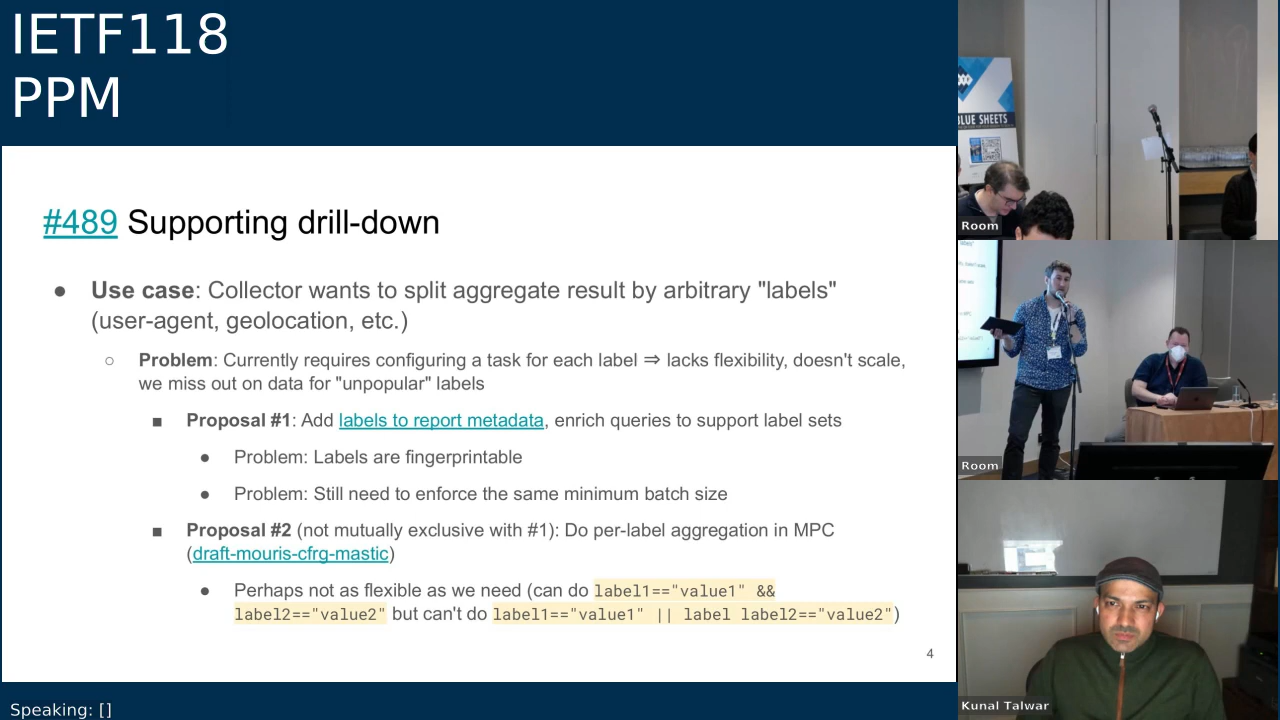 IETF118
PPM
#489 Supporting drill-down
● Use case: Collector wants to split aggregate result by arbitrary "labels"
(user-agent, geolocation, etc.)
○ Problem: Currently requires configuring a task for each label ⇒ lacks flexibility, doesn't scale,
we miss out on data for "unpopular" labels
■ Proposal #1: Add labels to report metadata, enrich queries to support label sets
● Problem: Labels are fingerprintable
● Problem: Still need to enforce the same minimum batch size
■ Proposal #2 (not mutually exclusive with #1): Do per-label aggregation in MPC
(draft-mouris-cfrg-mastic)
● Perhaps not as flexible as we need (can do label1=="value1" &&
label2=="value2" but can't do label1=="value1" || label label2=="value2")
4
Speaking: []
BLUE SHEETS
Room
Room
Kunal Talwar